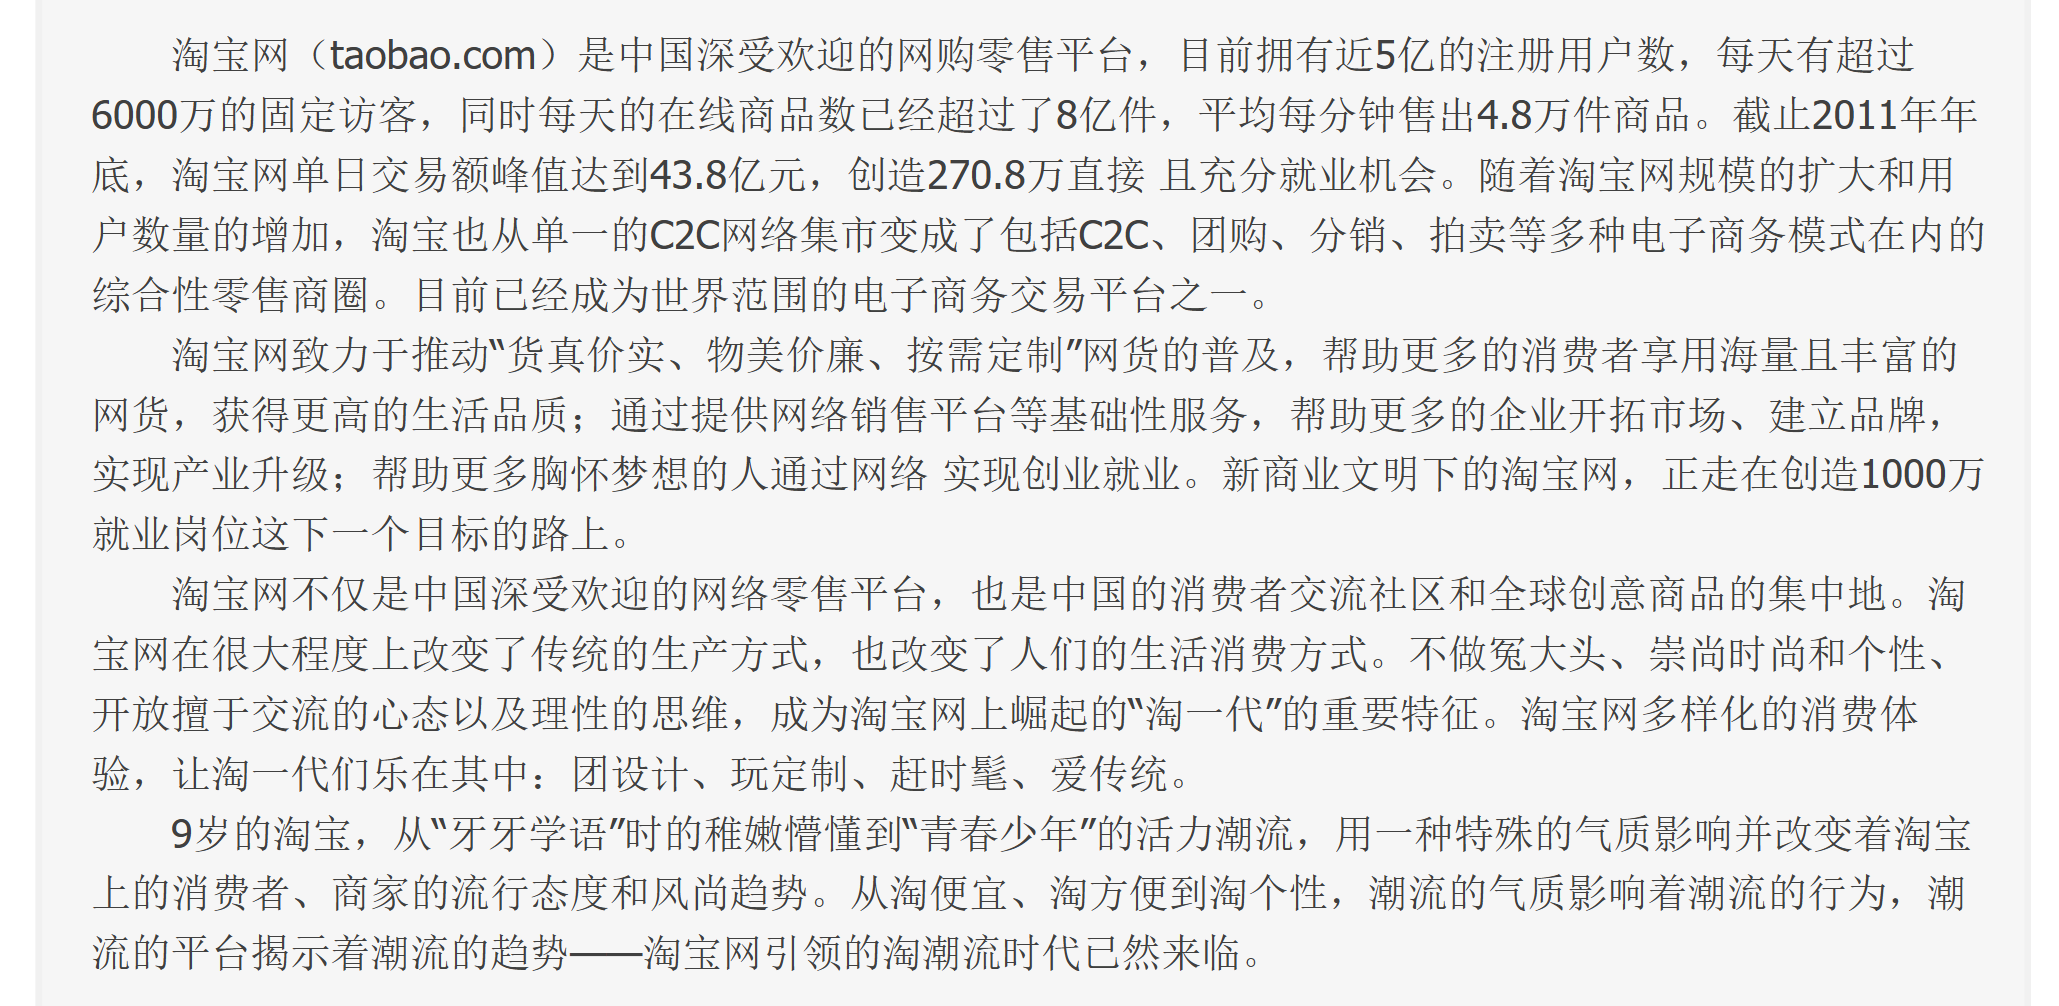 淘宝网（taobao.com）是中国深受欢迎的网购零售平台，目前拥有近5亿的注册用户数，每天有超过
6000万的固定访客，同时每天的在线商品数已经超过了8亿件，平均每分钟售出4.8万件商品。截止2011年年
底，淘宝网单日交易额峰值达到43.8亿元，创造270.8万直接 且充分就业机会。随着淘宝网规模的扩大和用
户数量的增加，淘宝也从单一的C2C网络集市变成了包括C2C、团购、分销、拍卖等多种电子商务模式在内的
综合性零售商圈。目前已经成为世界范围的电子商务交易平台之一。
淘宝网致力于推动“货真价实、物美价廉、按需定制”网货的普及，帮助更多的消费者享用海量且丰富的
网货，获得更高的生活品质；通过提供网络销售平台等基础性服务，帮助更多的企业开拓市场、建立品牌，
实现产业升级；帮助更多胸怀梦想的人通过网络 实现创业就业。新商业文明下的淘宝网，正走在创造1000万
就业岗位这下一个目标的路上。
淘宝网不仅是中国深受欢迎的网络零售平台，也是中国的消费者交流社区和全球创意商品的集中地。淘
宝网在很大程度上改变了传统的生产方式，也改变了人们的生活消费方式。不做冤大头、崇尚时尚和个性、
开放擅于交流的心态以及理性的思维，成为淘宝网上崛起的“淘一代”的重要特征。淘宝网多样化的消费体
验，让淘一代们乐在其中：团设计、玩定制、赶时髦、爱传统。
9岁的淘宝，从“牙牙学语”时的稚嫩懵懂到“青春少年”的活力潮流，用一种特殊的气质影响并改变着淘宝
上的消费者、商家的流行态度和风尚趋势。从淘便宜、淘方便到淘个性，潮流的气质影响着潮流的行为，潮
流的平台揭示着潮流的趋势——淘宝网引领的淘潮流时代已然来临。